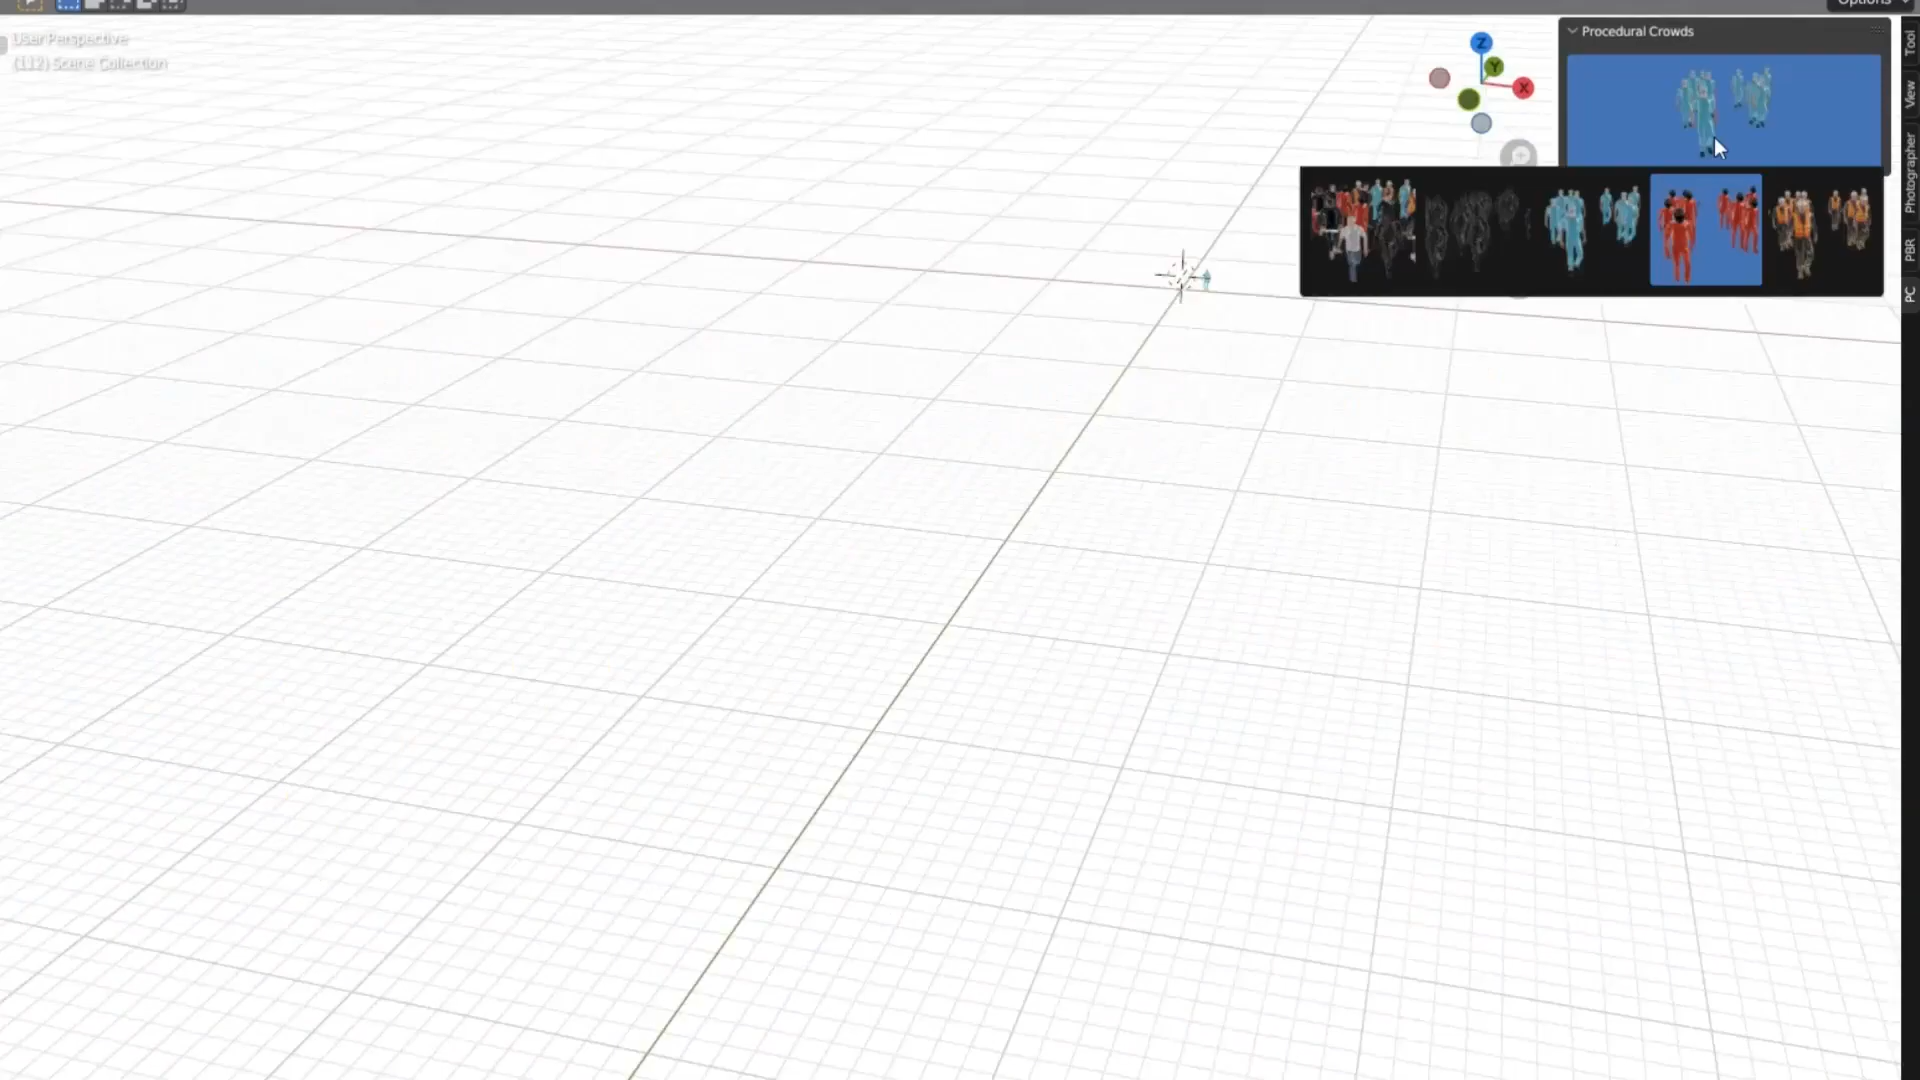 Options
User Perspective
(112) Scene Collection
Procedural Crowds
Z
Y
X
Tool
View
Photographer
PBR
PC